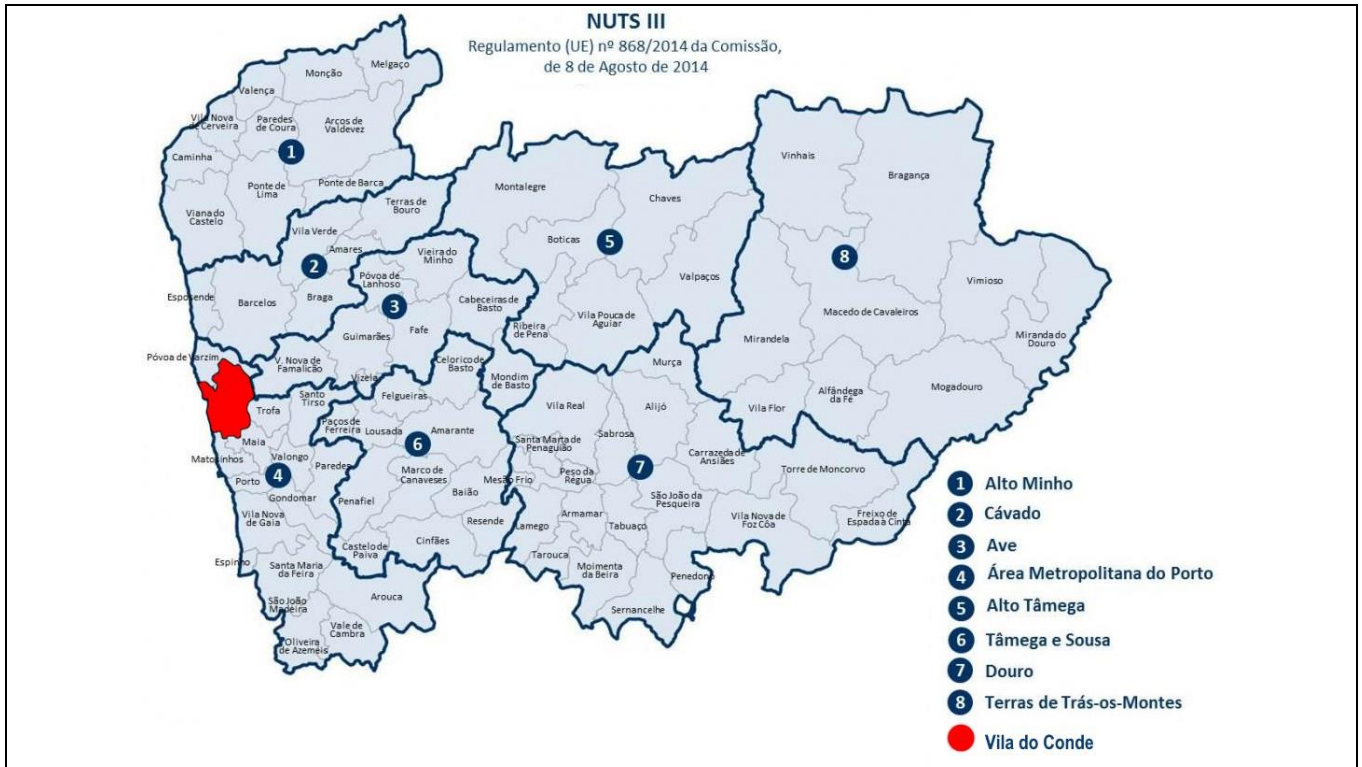 NUTS III
Regulamento (UE) nº 868/2014 da Comissão,
de 8 de Agosto de 2014
Melgaço
Monção
Valença
Vila Nova
de Cerveira
Paredes
de Coura
Arcos de
Valdevez
Caminha
1
Ponte de
Lima
Ponte de Barca
Viana do
Castelo
Terras de
Bouro
Vila Verde
Amares
2
Esposende
Barcelos
Braga
Vieira do
Minho
Póvoa de
Lanhoso
3
Cabeceiras de
Basto
Fafe
Guimarães
V. Nova de
Famalicão
Vizela
Montalegre
Chaves
Boticas
5
Valpaços
Vila Pouca de
Aguiar
Ribeira
de Pena
Vinhais
Bragança
8
Vimioso
Macedo de Cavaleiros
Miranda do
Douro
Mirandela
Mogadouro
Alfândega
da Fé
Vila Flor
Póvoa de Varzim
Santo
Tirso
Trofa
Maia
Matosinhos
Valongo
Paredes
4
Porto
Gondomar
Vila Nova
de Gaia
Espinho
Santa Maria
da Feira
Arouca
São João
Madeira
Vale de
Cambra
Oliveira
de Azeméis
Celorico de
Basto
Felgueiras
Paços de
Ferreira
Lousada
Amarante
6
Marco de
Canaveses
Baião
Penafiel
Resende
Cinfães
Castelo de
Paiva
Mondim
de Basto
Murça
Vila Real
Alijó
Sabrosa
Santa Marta de
Penaguião
Carrazeda de
Ansiães
Torre de Moncorvo
Mesão Frio
Peso da
Régua
7
São João da
Pesqueira
Armamar
Lamego
Tabuaço
Vila Nova de
Foz Côa
Freixo de
Espada à Cinta
Tarouca
Moimenta
da Beira
Penedona
Sernancelhe
1 Alto Minho
2 Cávado
3 Ave
4 Área Metropolitana do Porto
5 Alto Tâmega
6 Tâmega e Sousa
7 Douro
8 Terras de Trás-os-Montes
Vila do Conde